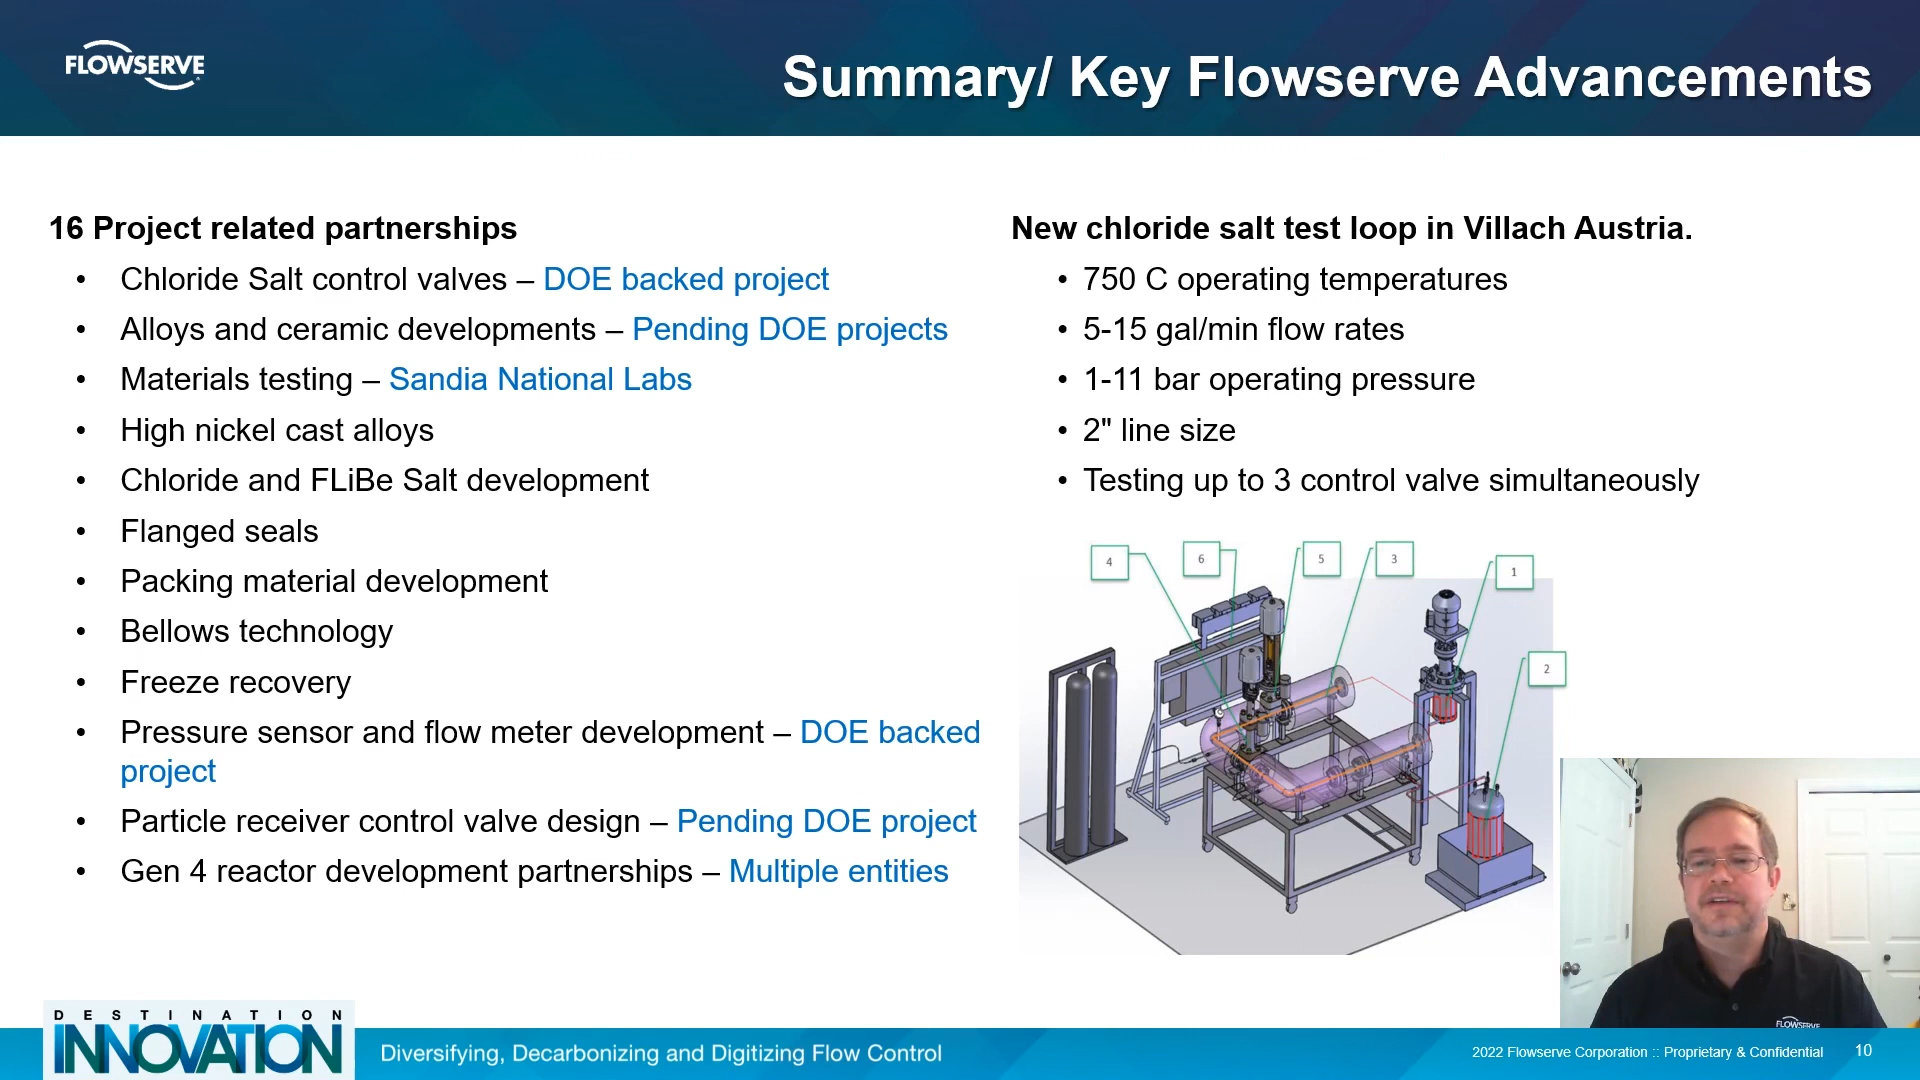 FLOWSERVE
Summary/ Key Flowserve Advancements
16 Project related partnerships
• Chloride Salt control valves – DOE backed project
• Alloys and ceramic developments – Pending DOE projects
• Materials testing – Sandia National Labs
• High nickel cast alloys
• Chloride and FLiBe Salt development
• Flanged seals
• Packing material development
• Bellows technology
• Freeze recovery
• Pressure sensor and flow meter development – DOE backed
project
• Particle receiver control valve design – Pending DOE project
• Gen 4 reactor development partnerships – Multiple entities
New chloride salt test loop in Villach Austria.
• 750 C operating temperatures
• 5-15 gal/min flow rates
• 1-11 bar operating pressure
• 2" line size
• Testing up to 3 control valve simultaneously
4
6
5
3
1
2
FLOWSERVE
DESTINATION
INNOVATION
Diversifying, Decarbonizing and Digitizing Flow Control
2022 Flowserve Corporation :: Proprietary & Confidential
10